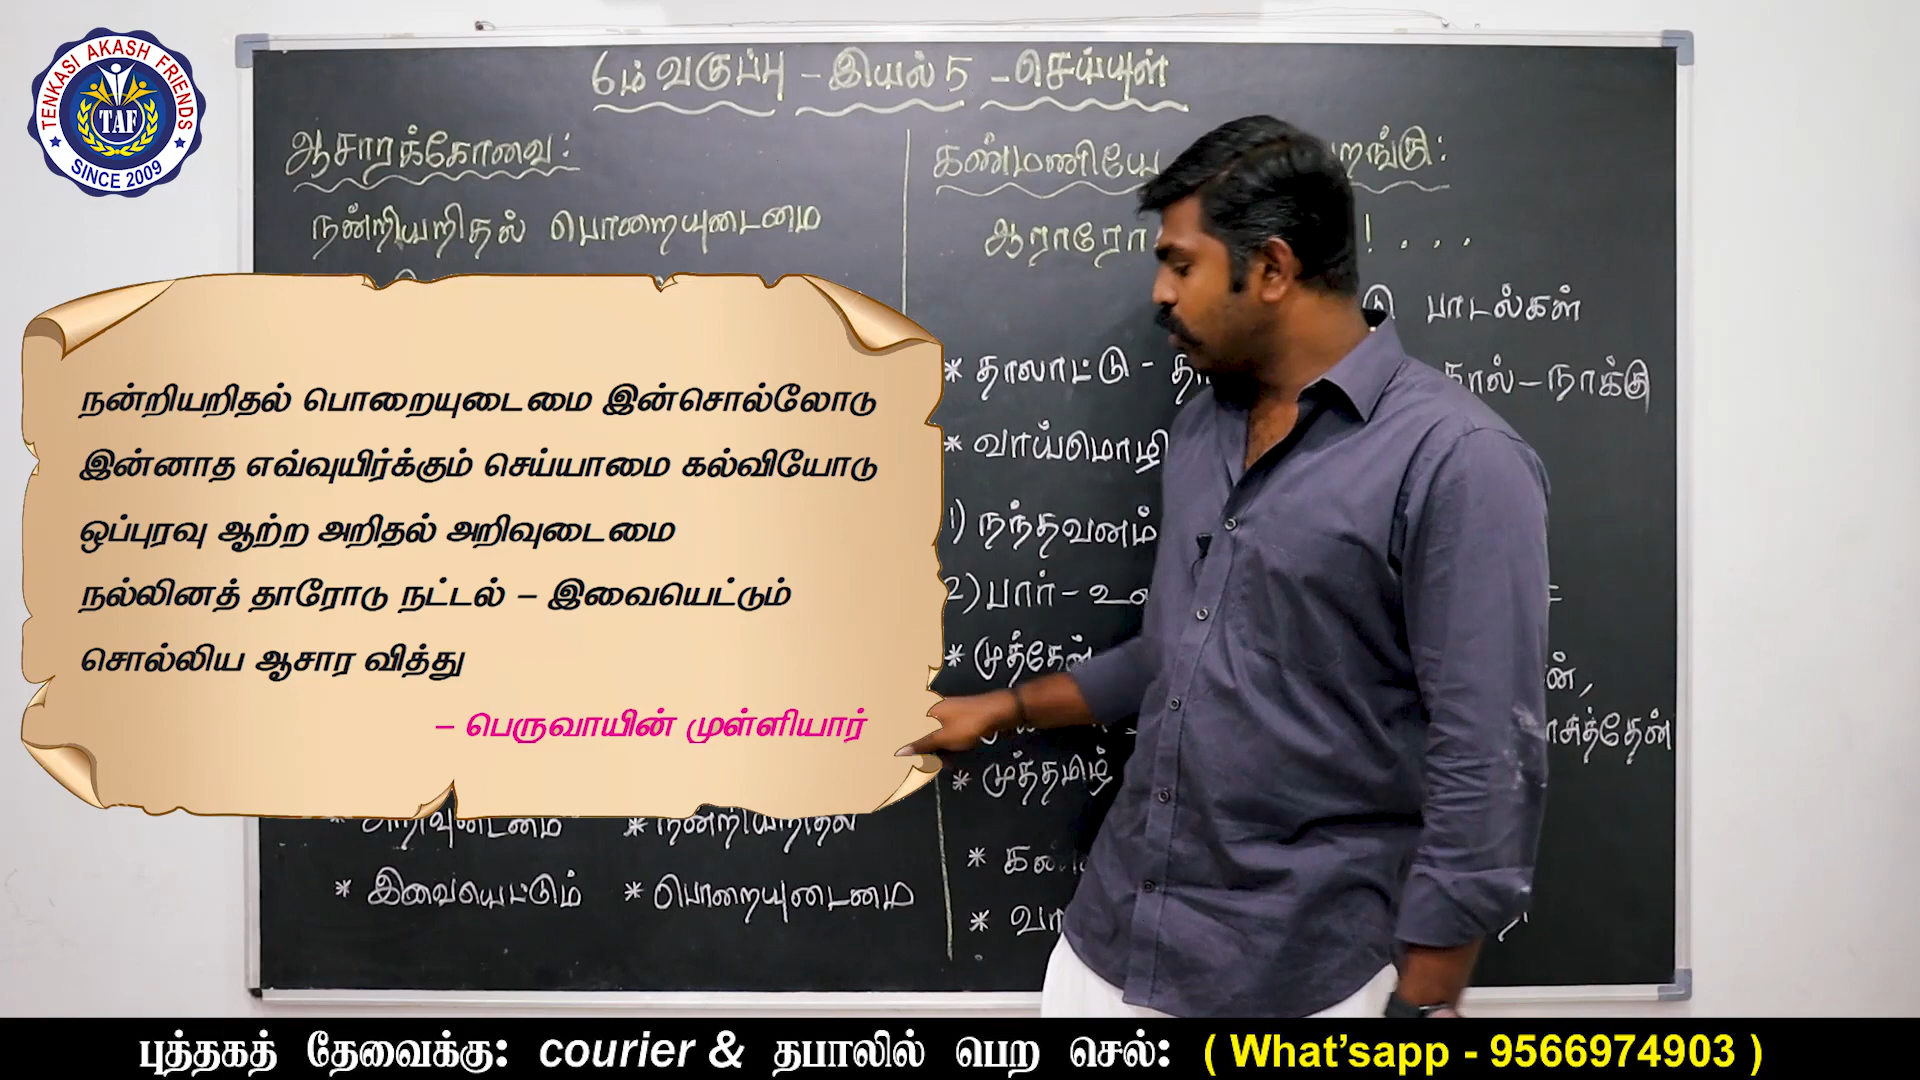 TENKASI AKASH FRIENDS
TAF
SINCE 2009
6ம் வகுப்பு - இயல் 5 - செய்யுள்
ஆசாரக்கோவை:
நன்றியறிதல் பொறையுடைமை
நன்றியறிதல் பொறையுடைமை இன்சொல்லோடு
இன்னாத எவ்வுயிர்க்கும் செய்யாமை கல்வியோடு
ஒப்புரவு ஆற்ற அறிதல் அறிவுடைமை
நல்லினத் தாரோடு நட்டல் – இவையெட்டும்
சொல்லிய ஆசார வித்து
– பெருவாயின் முள்ளியார்
* அறிவுடைமை * நன்றியறிதல்
* இவையெட்டும் * பொறையுடைமை
கண்மணியே
ஆராரோ ! . . .
பாடல்கள்
* தாலாட்டு - தால் - நாக்கு
* வாய்மொழி
1) நந்தவனம்
2) பார் -
* முத்தேன்
* முத்தமிழ்
புத்தகத் தேவைக்கு: courier & தபாலில் பெற செல்: ( What'sapp - 9566974903 )